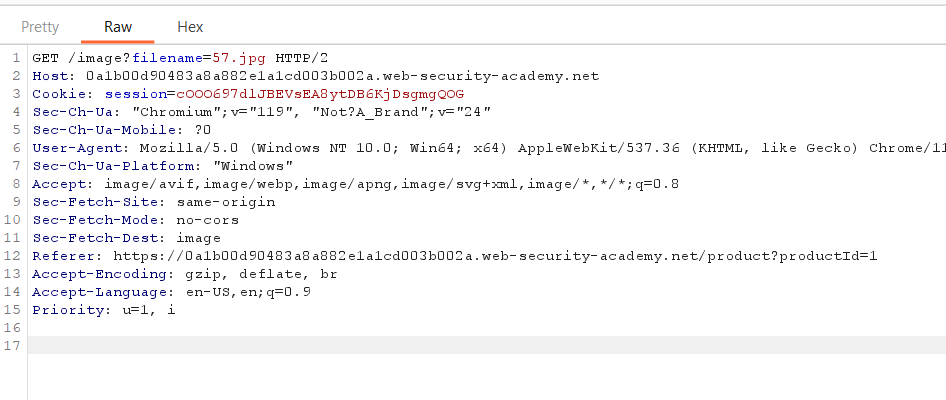 Pretty Raw Hex
1 GET /image?filename=57.jpg HTTP/2
2 Host: 0a1b00d90483a8a882e1a1cd003b002a.web-security-academy.net
3 Cookie: session=cOOO697dlJBEVsEA8ytDB6KjDsgmgQOG
4 Sec-Ch-Ua: "Chromium";v="119", "Not?A_Brand";v="24"
5 Sec-Ch-Ua-Mobile: ?0
6 User-Agent: Mozilla/5.0 (Windows NT 10.0; Win64; x64) AppleWebKit/537.36 (KHTML, like Gecko) Chrome/11
7 Sec-Ch-Ua-Platform: "Windows"
8 Accept: image/avif,image/webp,image/apng,image/svg+xml,image/*,*/*;q=0.8
9 Sec-Fetch-Site: same-origin
10 Sec-Fetch-Mode: no-cors
11 Sec-Fetch-Dest: image
12 Referer: https://0a1b00d90483a8a882e1a1cd003b002a.web-security-academy.net/product?productId=1
13 Accept-Encoding: gzip, deflate, br
14 Accept-Language: en-US,en;q=0.9
15 Priority: u=1, i
16
17